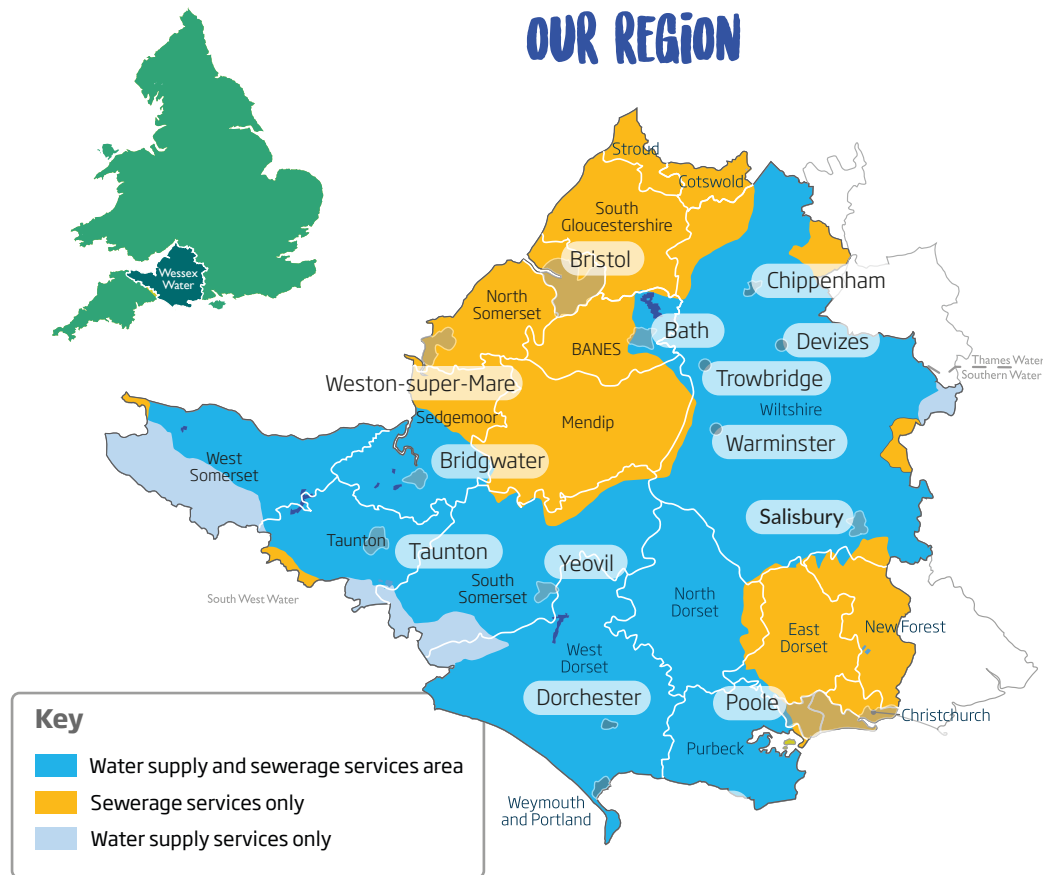 OUR REGION
Wessex
Water
Stroud
Cotswold
South
Gloucestershire
Bristol
Chippenham
North
Somerset
Bath
Devizes
BANES
Thames Water
Southern Water
Weston-super-Mare
Trowbridge
Wiltshire
Sedgemoor
Mendip
Warminster
West
Somerset
Bridgwater
Salisbury
Taunton
Taunton
Yeovil
South
Somerset
South West Water
North
Dorset
East
Dorset
New Forest
West
Dorset
Dorchester
Poole
Christchurch
Purbeck
Weymouth
and Portland
Key
Water supply and sewerage services area
Sewerage services only
Water supply services only